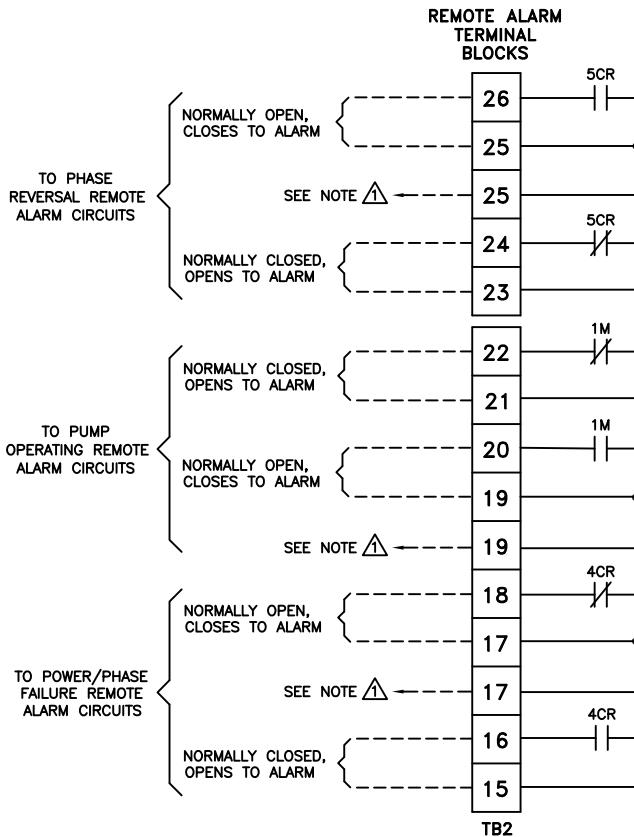 REMOTE ALARM
TERMINAL
BLOCKS
TO PHASE
REVERSAL REMOTE
ALARM CIRCUITS
NORMALLY OPEN,
CLOSES TO ALARM
26
5CR
25
SEE NOTE 1
25
NORMALLY CLOSED,
OPENS TO ALARM
24
5CR
23
TO PUMP
OPERATING REMOTE
ALARM CIRCUITS
NORMALLY CLOSED,
OPENS TO ALARM
22
1M
21
NORMALLY OPEN,
CLOSES TO ALARM
20
1M
19
SEE NOTE 1
19
TO POWER/PHASE
FAILURE REMOTE
ALARM CIRCUITS
NORMALLY OPEN,
CLOSES TO ALARM
18
4CR
17
SEE NOTE 1
17
NORMALLY CLOSED,
OPENS TO ALARM
16
4CR
15
TB2